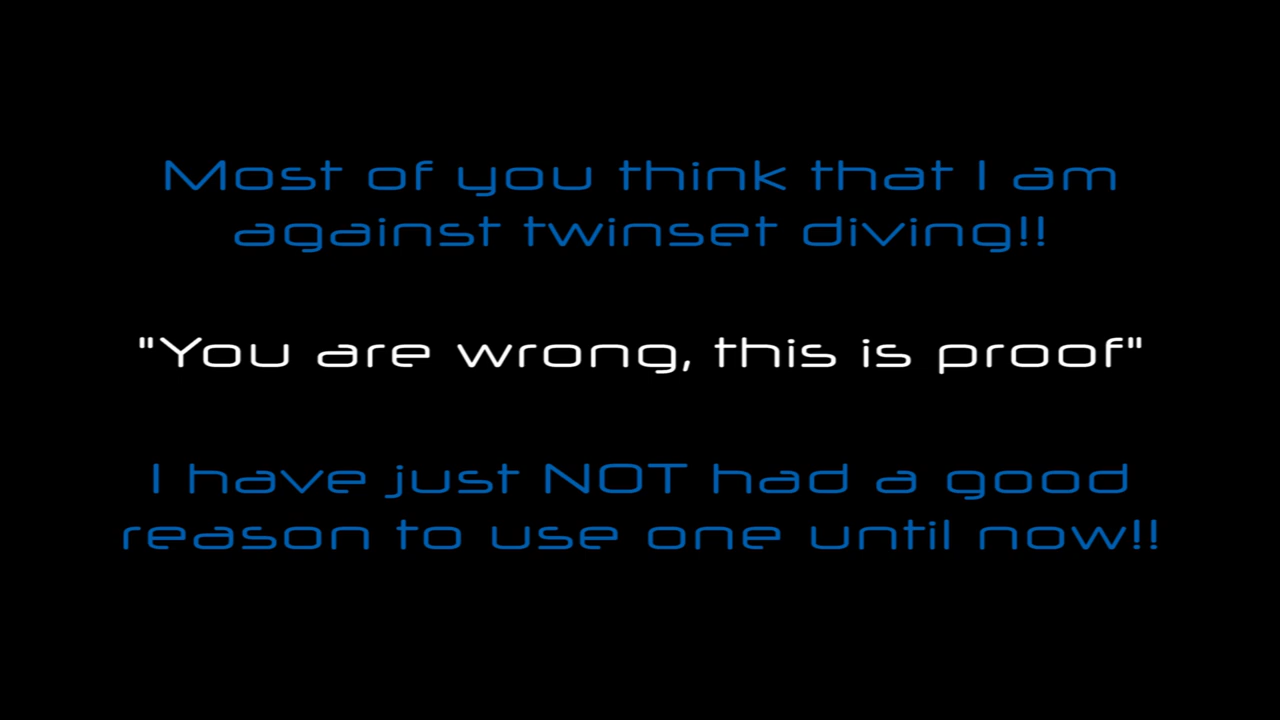 Most of you think that I am
against twinset diving!!
"You are wrong, this is proof"
I have just NOT had a good
reason to use one until now!!